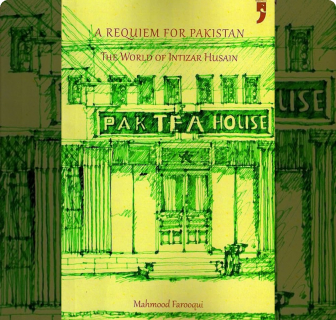 A REQUIEM FOR PAKISTAN
THE WORLD OF INTIZAR HUSAIN
PAK TEA HOUSE
Mahmood Farooqui